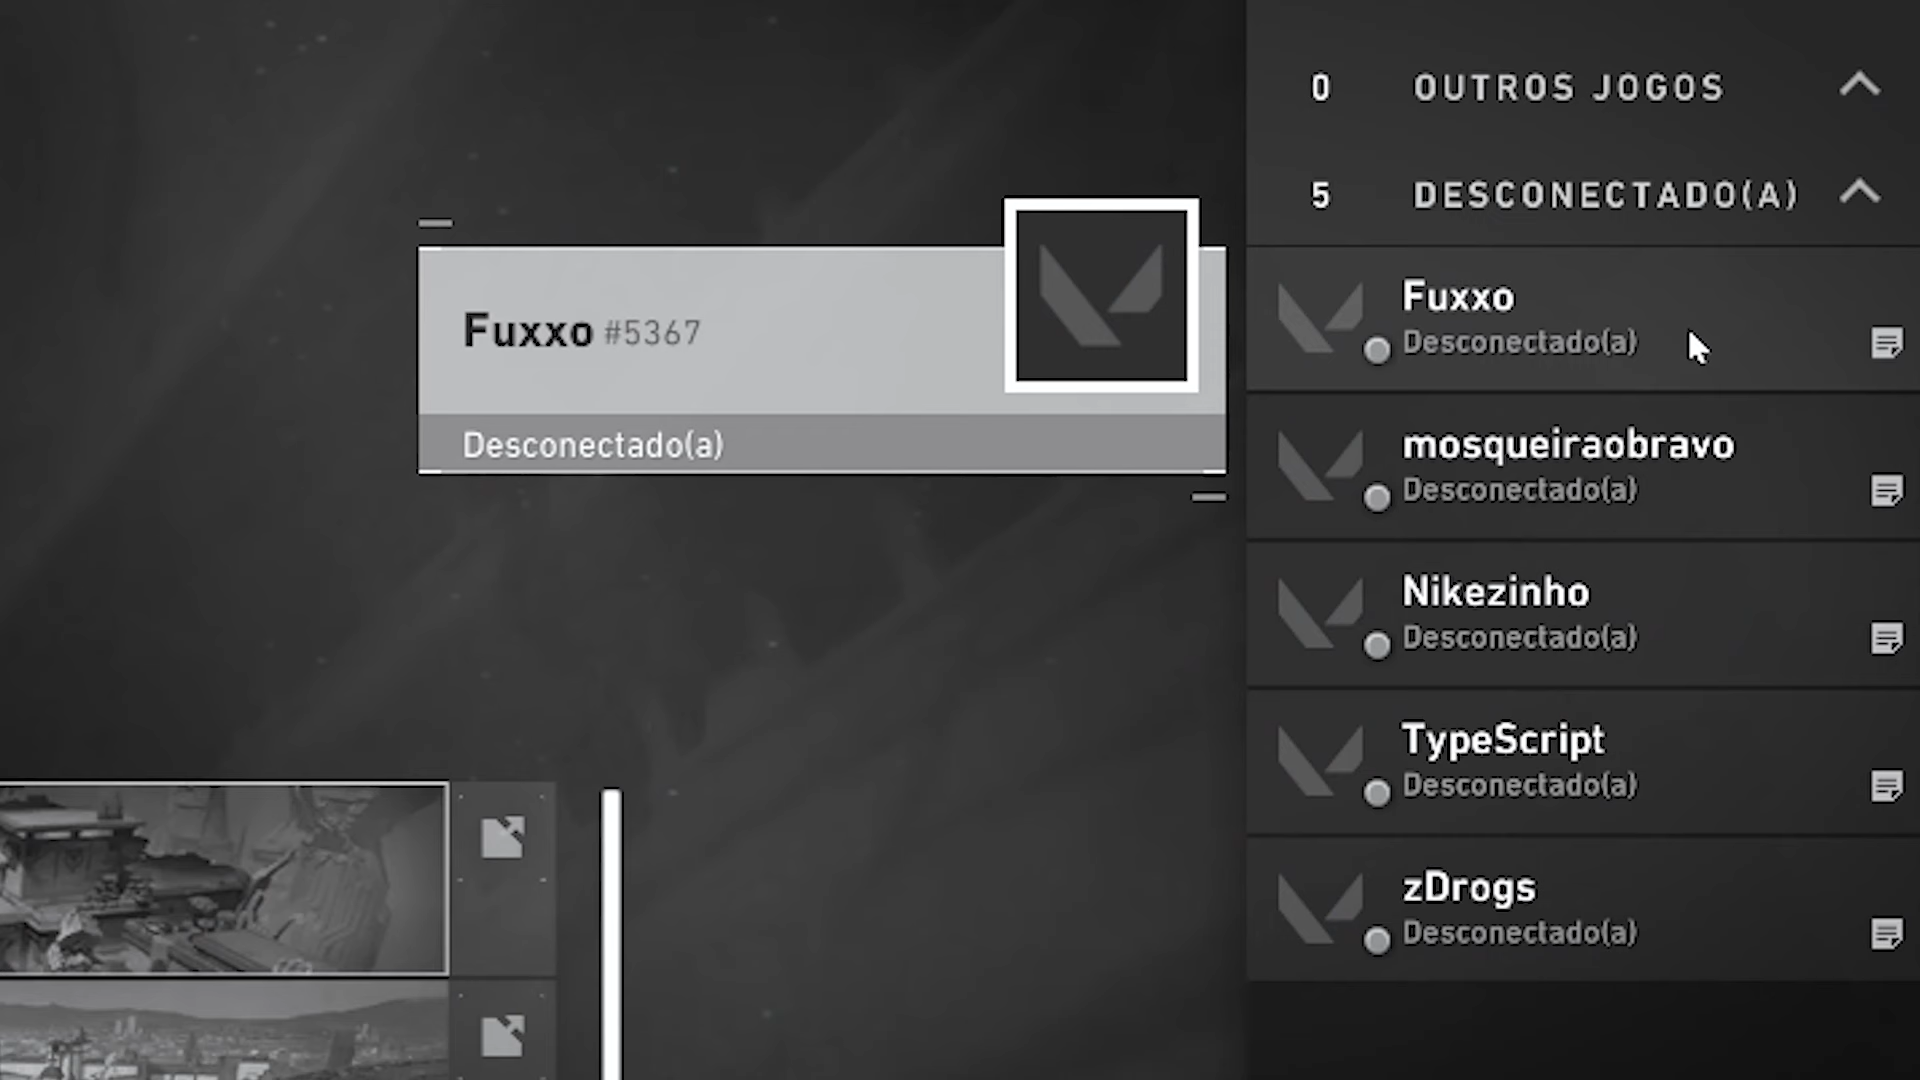 0 OUTROS JOGOS
5 DESCONECTADO(A)
Fuxxo #5367
Desconectado(a)
Fuxxo
Desconectado(a)
mosqueiraobravo
Desconectado(a)
Nikezinho
Desconectado(a)
TypeScript
Desconectado(a)
zDrogs
Desconectado(a)